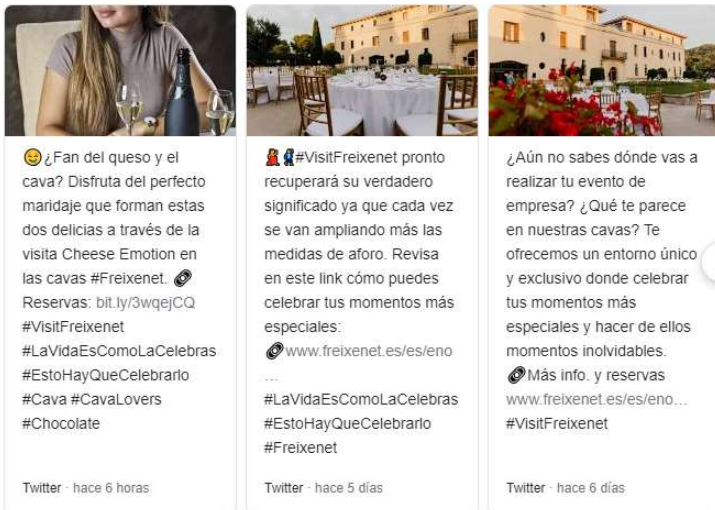 😊¿Fan del queso y el
cava? Disfruta del perfecto
maridaje que forman estas
dos delicias a través de la
visita Cheese Emotion en
las cavas #Freixenet. 🔗
Reservas: bit.ly/3wqejCQ
#VisitFreixenet
#LaVidaEsComoLaCelebras
#EstoHayQueCelebrarlo
#Cava #CavaLovers
#Chocolate
Twitter · hace 6 horas
💃🕺#VisitFreixenet pronto
recuperará su verdadero
significado ya que cada vez
se van ampliando más las
medidas de aforo. Revisa
en este link cómo puedes
celebrar tus momentos más
especiales:
🔗www.freixenet.es/es/eno
...
#LaVidaEsComoLaCelebras
#EstoHayQueCelebrarlo
#Freixenet
Twitter · hace 5 días
¿Aún no sabes dónde vas a
realizar tu evento de
empresa? ¿Qué te parece
en nuestras cavas? Te
ofrecemos un entorno único
y exclusivo donde celebrar
tus momentos más
especiales y hacer de ellos
momentos inolvidables.
🔗Más info. y reservas
www.freixenet.es/es/eno...
#VisitFreixenet
Twitter · hace 6 días